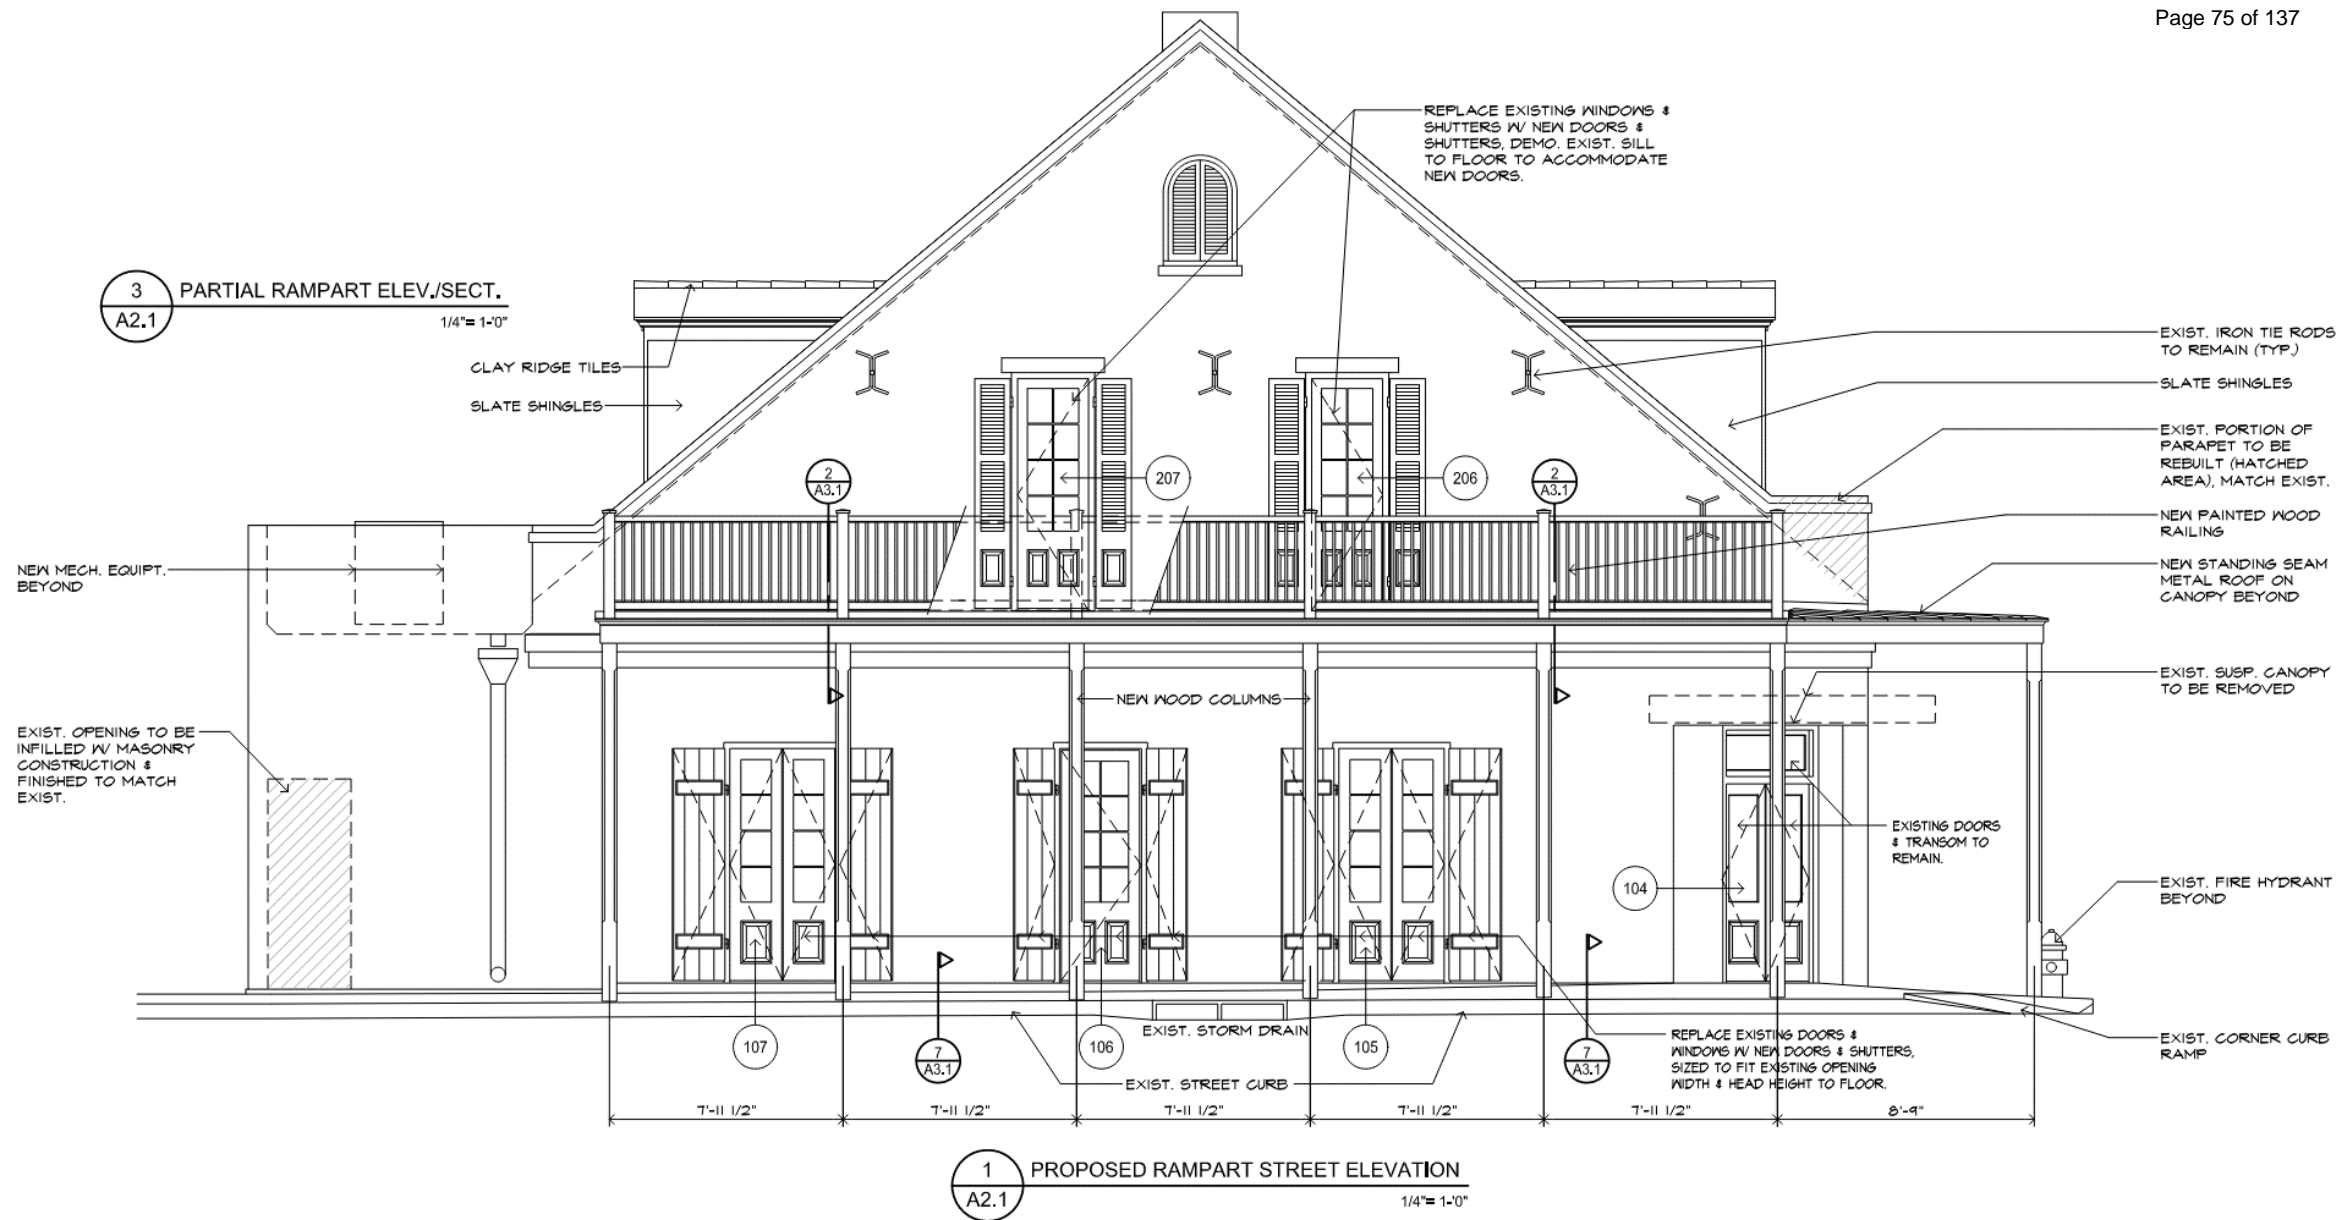 Page 75 of 137
REPLACE EXISTING WINDOWS &
SHUTTERS W/ NEW DOORS &
SHUTTERS, DEMO. EXIST. SILL
TO FLOOR TO ACCOMMODATE
NEW DOORS.
3
A2.1
PARTIAL RAMPART ELEV./SECT.
1/4"= 1-'0"
CLAY RIDGE TILES
SLATE SHINGLES
EXIST. IRON TIE RODS
TO REMAIN (TYP.)
SLATE SHINGLES
EXIST. PORTION OF
PARAPET TO BE
REBUILT (HATCHED
AREA), MATCH EXIST.
2
A3.1
207
206
2
A3.1
NEW PAINTED WOOD
RAILING
NEW MECH. EQUIPT.
BEYOND
NEW STANDING SEAM
METAL ROOF ON
CANOPY BEYOND
NEW WOOD COLUMNS
EXIST. SUSP. CANOPY
TO BE REMOVED
EXIST. OPENING TO BE
INFILLED W/ MASONRY
CONSTRUCTION &
FINISHED TO MATCH
EXIST.
EXISTING DOORS
& TRANSOM TO
REMAIN.
104
EXIST. FIRE HYDRANT
BEYOND
EXIST. STORM DRAIN
107
7
A3.1
106
105
7
A3.1
REPLACE EXISTING DOORS &
WINDOWS W/ NEW DOORS & SHUTTERS,
SIZED TO FIT EXISTING OPENING
WIDTH & HEAD HEIGHT TO FLOOR.
EXIST. CORNER CURB
RAMP
EXIST. STREET CURB
7'-11 1/2"
7'-11 1/2"
7'-11 1/2"
7'-11 1/2"
7'-11 1/2"
8'-9"
1
A2.1
PROPOSED RAMPART STREET ELEVATION
1/4"= 1-'0"